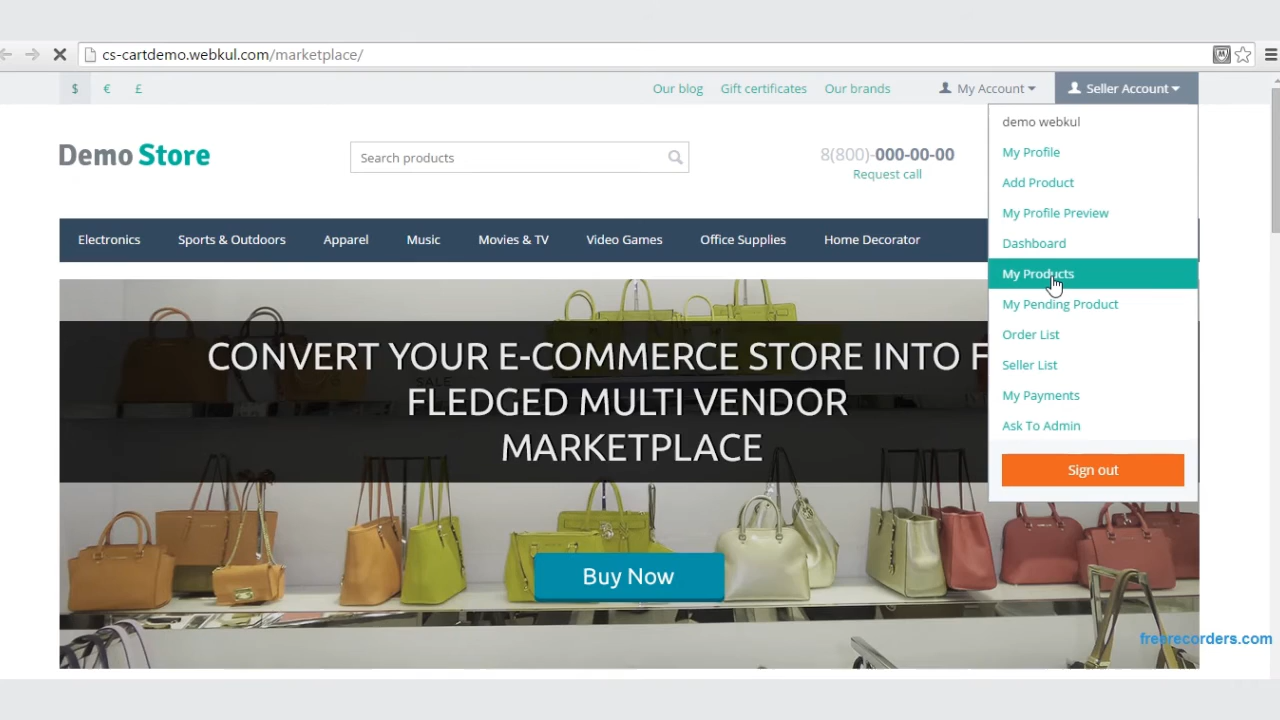 cs-cartdemo.webkul.com/marketplace/
$ € £ Our blog Gift certificates Our brands My Account Seller Account
demo webkul
My Profile
Add Product
My Profile Preview
Dashboard
My Products
My Pending Product
Order List
Seller List
My Payments
Ask To Admin
Sign out
Demo Store
Search products
8(800)-000-00-00
Request call
Electronics Sports & Outdoors Apparel Music Movies & TV Video Games Office Supplies Home Decorator
CONVERT YOUR E-COMMERCE STORE INTO F
FLEDGED MULTI VENDOR
MARKETPLACE
SALE
Buy Now
freerecorders.com